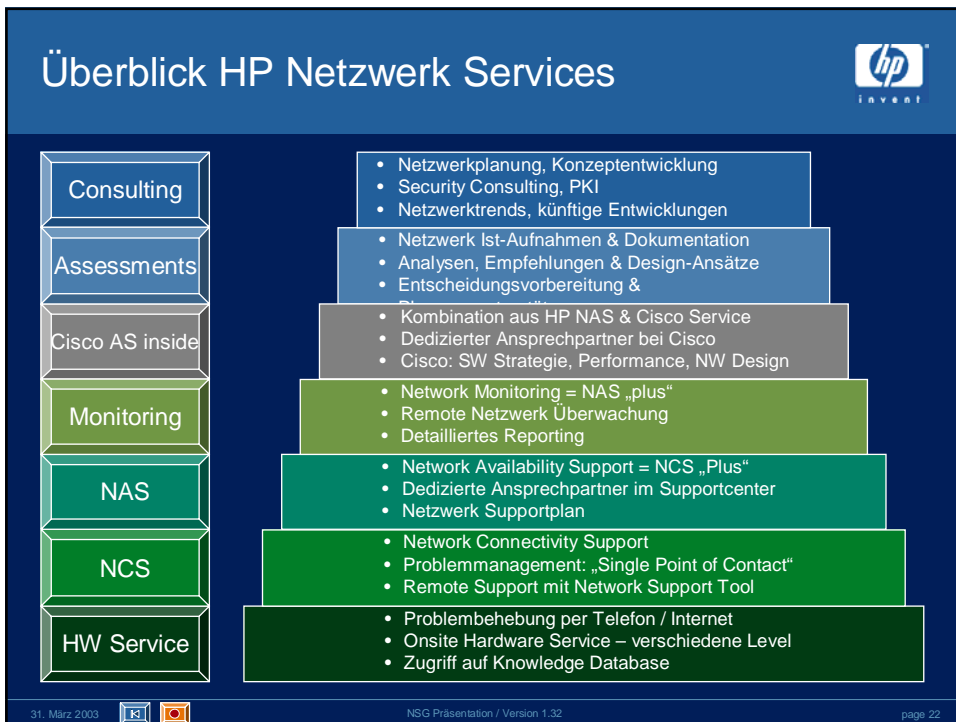 Überblick HP Netzwerk Services
hp
invent
Consulting
• Netzwerkplanung, Konzeptentwicklung
• Security Consulting, PKI
• Netzwerktrends, künftige Entwicklungen
Assessments
• Netzwerk Ist-Aufnahmen & Dokumentation
• Analysen, Empfehlungen & Design-Ansätze
• Entscheidungsvorbereitung &
Cisco AS inside
• Kombination aus HP NAS & Cisco Service
• Dedizierter Ansprechpartner bei Cisco
• Cisco: SW Strategie, Performance, NW Design
Monitoring
• Network Monitoring = NAS „plus“
• Remote Netzwerk Überwachung
• Detailliertes Reporting
NAS
• Network Availability Support = NCS „Plus“
• Dedizierte Ansprechpartner im Supportcenter
• Netzwerk Supportplan
NCS
• Network Connectivity Support
• Problemmanagement: „Single Point of Contact“
• Remote Support mit Network Support Tool
HW Service
• Problembehebung per Telefon / Internet
• Onsite Hardware Service – verschiedene Level
• Zugriff auf Knowledge Database
31. März 2003
NSG Präsentation / Version 1.32
page 22